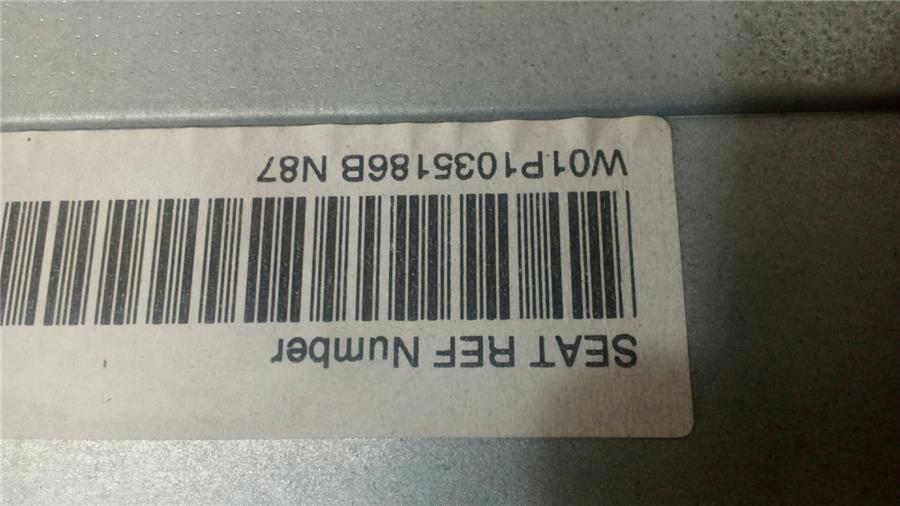 SEAT REF Number
W01P1035186B N87